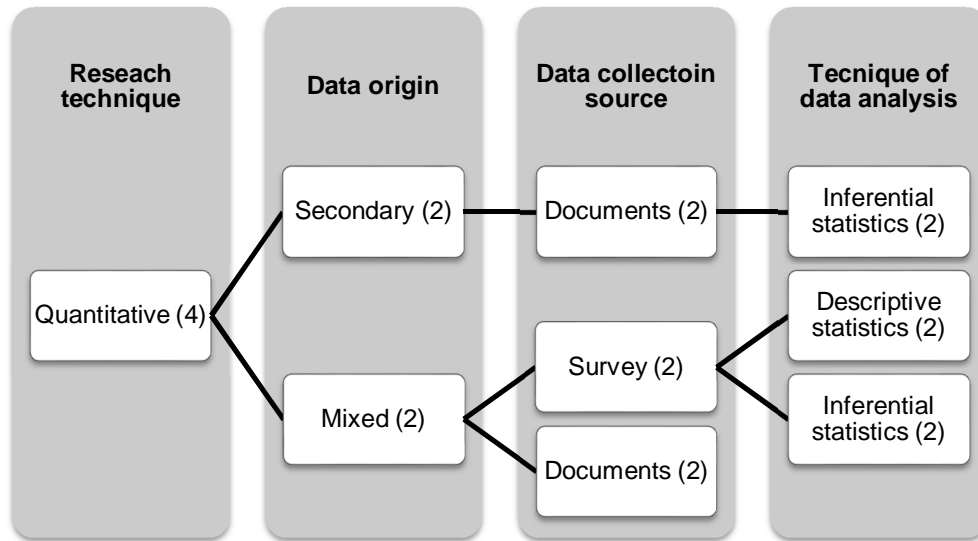 Reseach
technique
Data origin
Data collectoin
source
Tecnique of
data analysis
Quantitative (4)
Secondary (2)
Mixed (2)
Documents (2)
Survey (2)
Documents (2)
Inferential
statistics (2)
Descriptive
statistics (2)
Inferential
statistics (2)